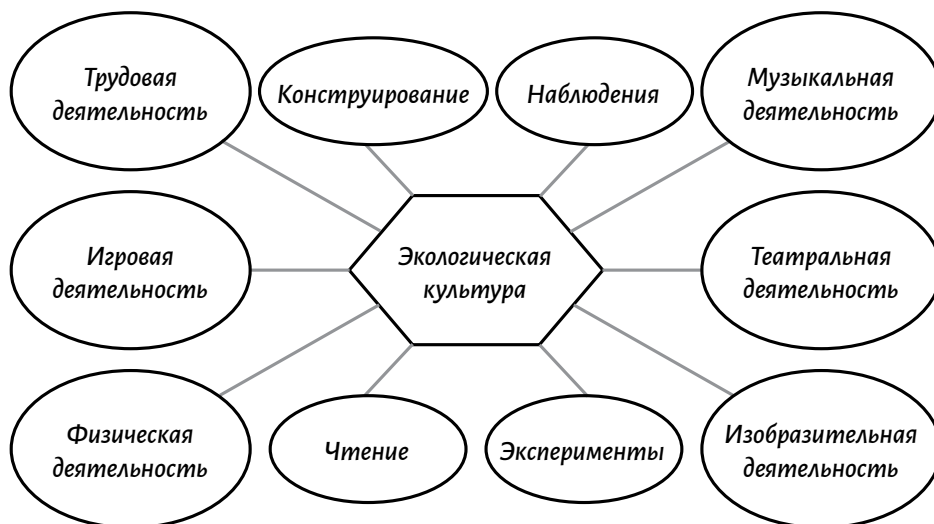 Трудовая
деятельность
Конструирование
Наблюдения
Музыкальная
деятельность
Игровая
деятельность
Экологическая
культура
Театральная
деятельность
Физическая
деятельность
Чтение
Эксперименты
Изобразительная
деятельность